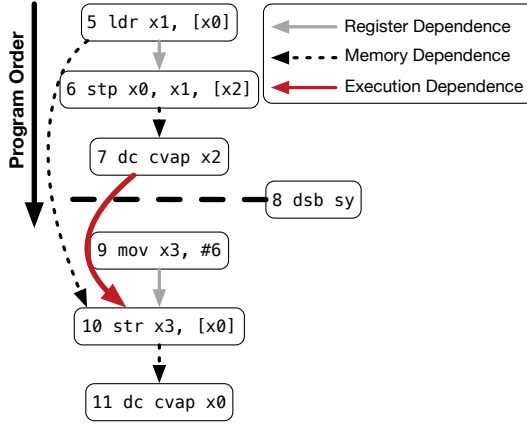 Program Order
5 ldr x1, [x0]
6 stp x0, x1, [x2]
7 dc cvap x2
8 dsb sy
9 mov x3, #6
10 str x3, [x0]
11 dc cvap x0
Register Dependence
Memory Dependence
Execution Dependence